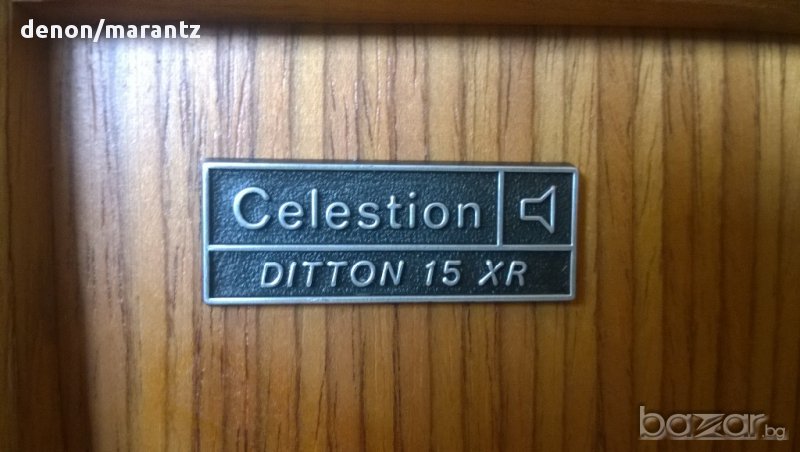 denon/marantz
Celestion
DITTON 15 XR
bazar.bg